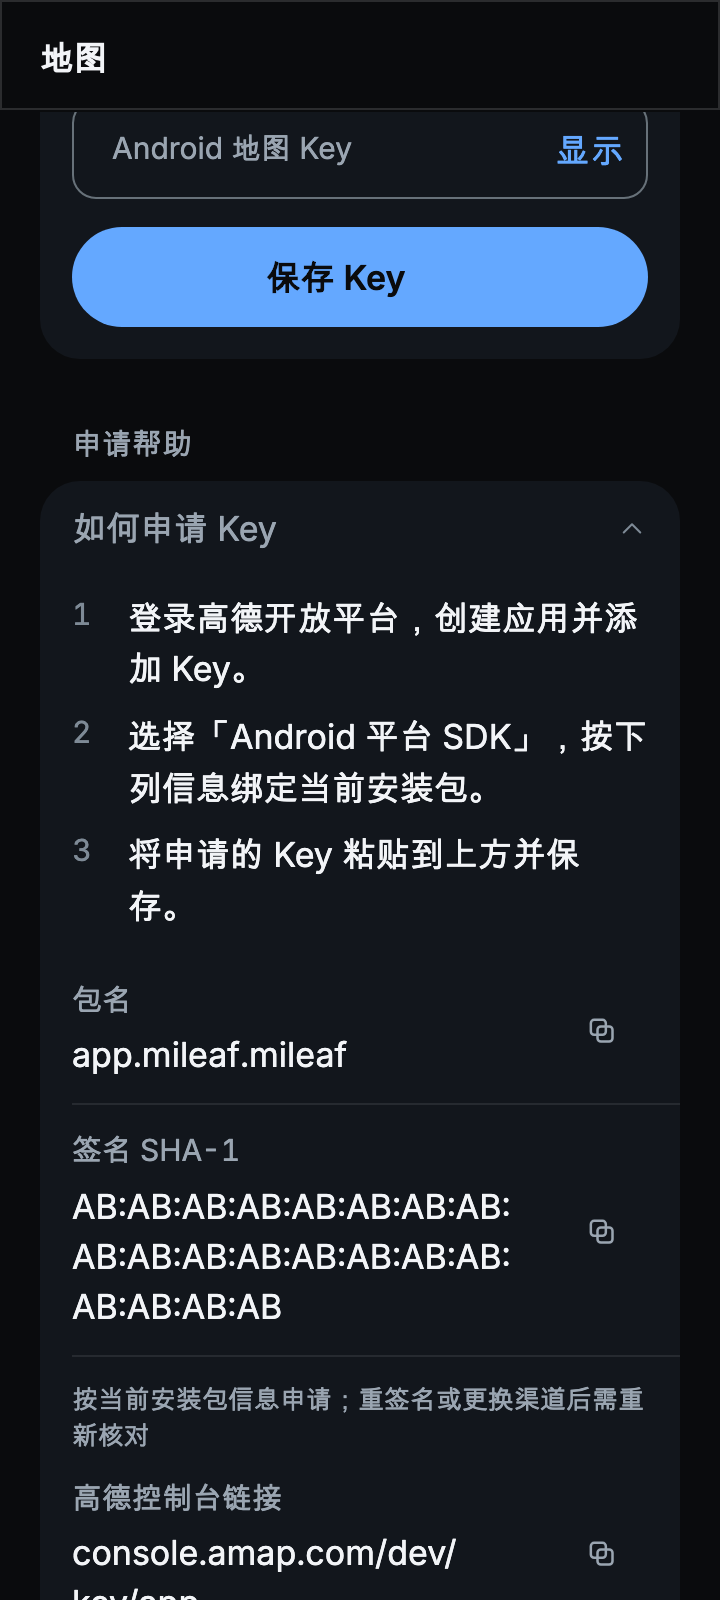 地图
Android 地图 Key
显示
保存 Key
申请帮助
如何申请 Key
1
登录高德开放平台，创建应用并添
加 Key。
2
选择「Android 平台 SDK」，按下
列信息绑定当前安装包。
3
将申请的 Key 粘贴到上方并保
存。
包名
app.mileaf.mileaf
签名 SHA-1
AB:AB:AB:AB:AB:AB:AB:AB:
AB:AB:AB:AB:AB:AB:AB:AB:
AB:AB:AB:AB
按当前安装包信息申请；重签名或更换渠道后需重
新核对
高德控制台链接
console.amap.com/dev/
key/app